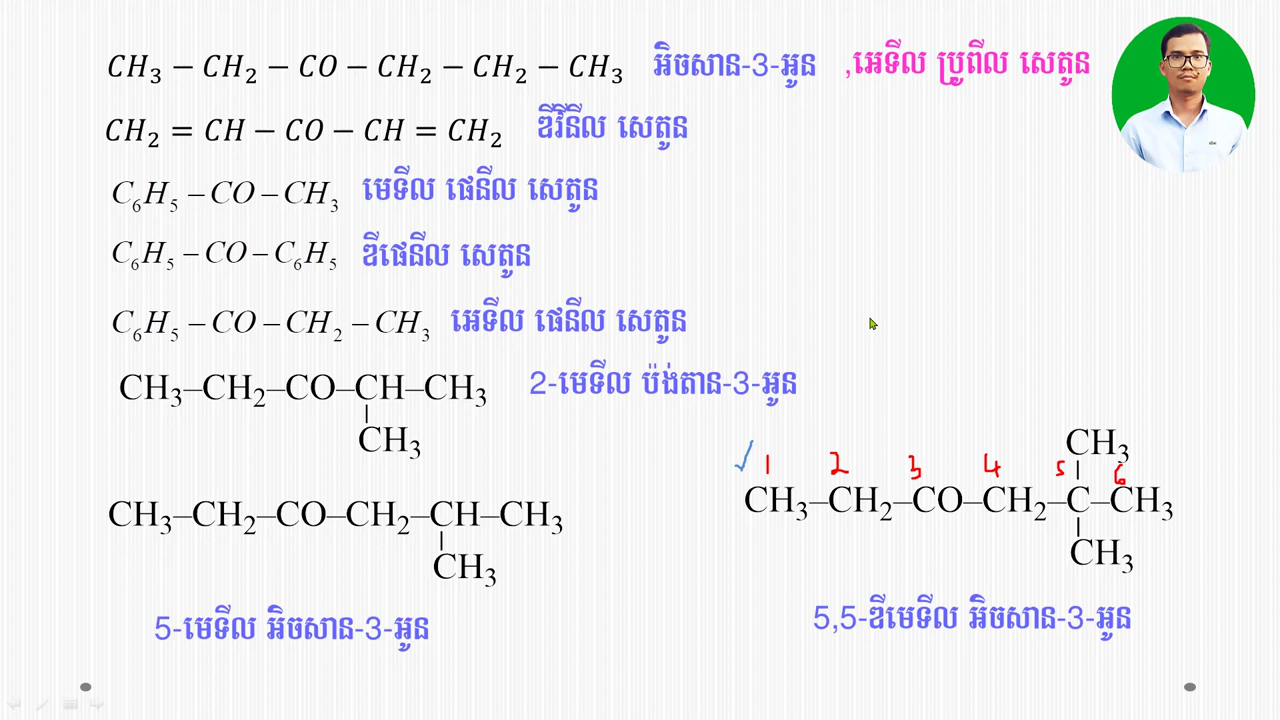 CH₃ − CH₂ − CO − CH₂ − CH₂ − CH₃ អិចសាន-3-អូន ,អេទីល ប្រូពីល សេតូន
CH₂ = CH − CO − CH = CH₂ ឌីវីនីល សេតូន
C₆H₅ − CO − CH₃ មេទីល ផេនីល សេតូន
C₆H₅ − CO − C₆H₅ ឌីផេនីល សេតូន
C₆H₅ − CO − CH₂ − CH₃ អេទីល ផេនីល សេតូន
CH₃–CH₂–CO–CH–CH₃ 2-មេទីល ប៉ង់តាន-3-អូន
CH₃
CH₃–CH₂–CO–CH₂–CH–CH₃
CH₃
5-មេទីល អិចសាន-3-អូន
CH₃
1 2 3 4 5 6
CH₃–CH₂–CO–CH₂–C–CH₃
CH₃
5,5-ឌីមេទីល អិចសាន-3-អូន